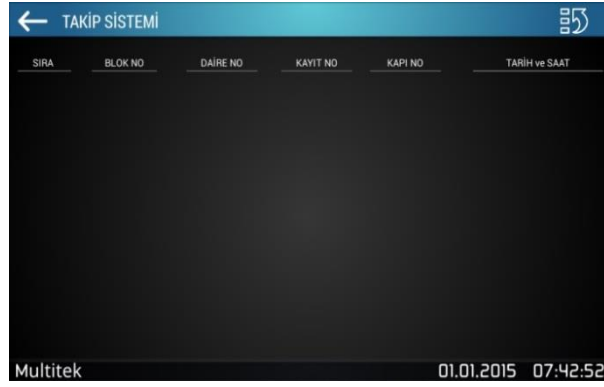 TAKİP SİSTEMİ
SIRA BLOK NO DAİRE NO KAYIT NO KAPI NO TARİH ve SAAT
Multitek 01.01.2015 07:42:52